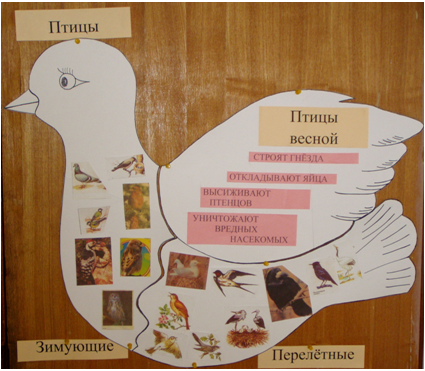 Птицы
Птицы
весной
СТРОЯТ ГНЁЗДА
ОТКЛАДЫВАЮТ ЯЙЦА
ВЫСИЖИВАЮТ
ПТЕНЦОВ
УНИЧТОЖАЮТ
ВРЕДНЫХ
НАСЕКОМЫХ
Зимующие
Перелётные